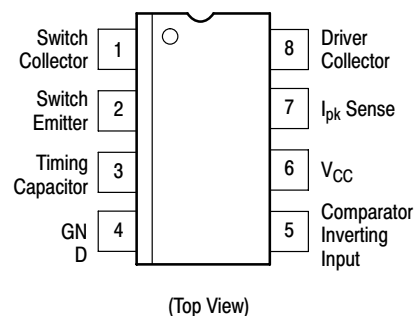 Switch
Collector
1
Switch
Emitter
2
Timing
Capacitor
3
GN
D
4
8
Driver
Collector
7
Ipk Sense
6
VCC
5
Comparator
Inverting
Input
(Top View)